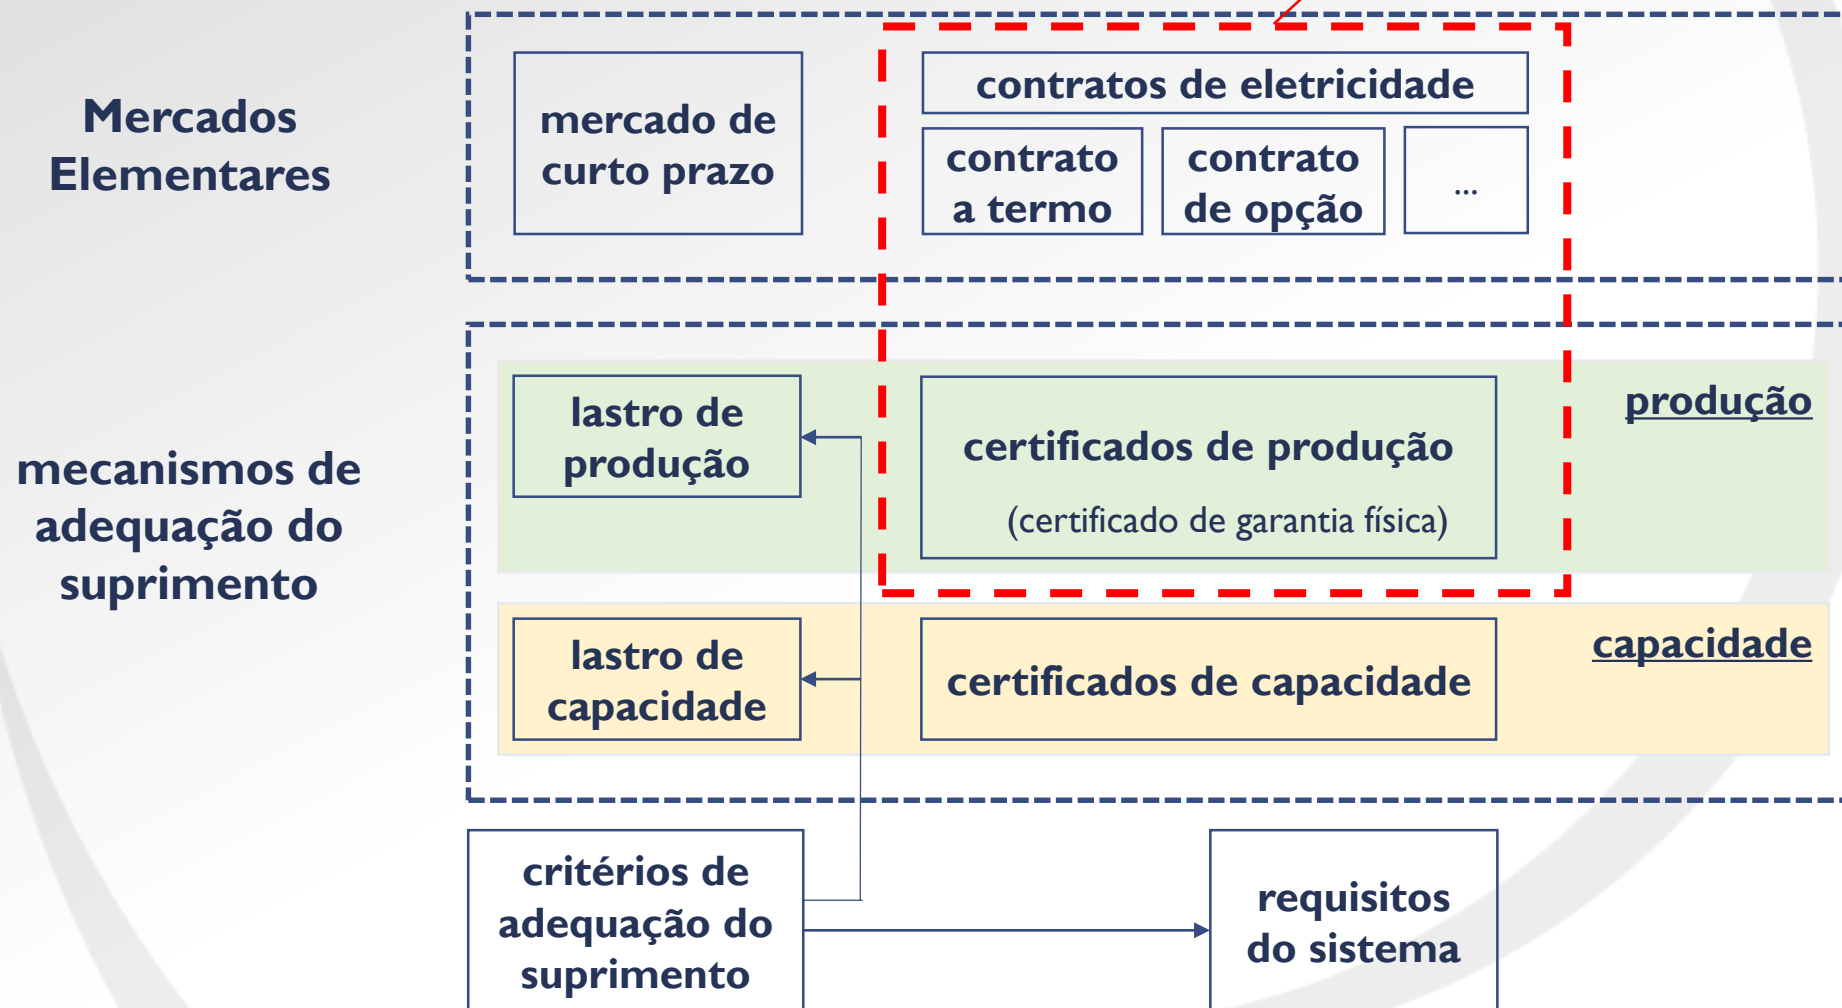 Mercados
Elementares
mercado de
curto prazo
contratos de eletricidade
contrato
a termo
contrato
de opção
...
mecanismos de
adequação do
suprimento
lastro de
produção
certificados de produção
(certificado de garantia física)
produção
lastro de
capacidade
certificados de capacidade
capacidade
critérios de
adequação do
suprimento
requisitos
do sistema